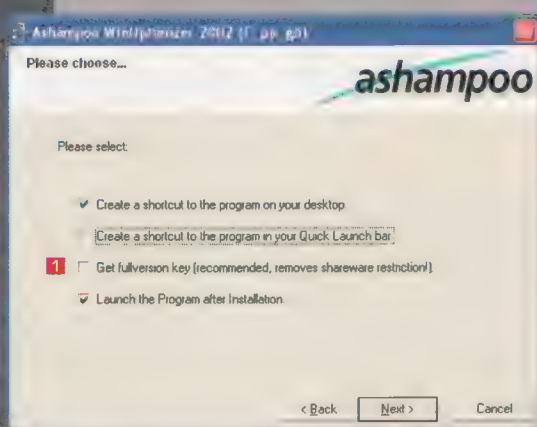 Ashampoo WinOptimizer 2002
Please choose...
ashampoo
Please select:
Create a shortcut to the program on your desktop.
Create a shortcut to the program in your Quick Launch bar.
1
Get fullversion key (recommended, removes shareware restriction!).
Launch the Program after Installation.
< Back
Next >
Cancel